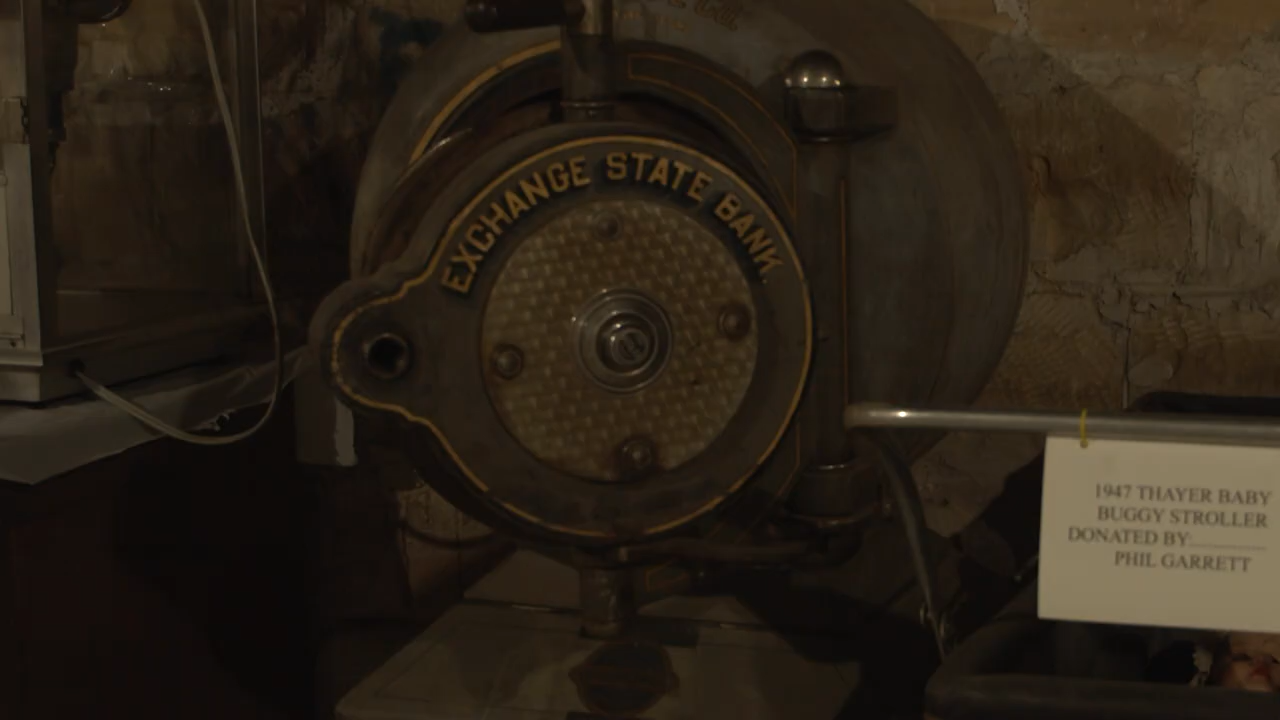 EXCHANGE STATE BANK
1947 THAYER BABY
BUGGY STROLLER
DONATED BY:
PHIL GARRETT